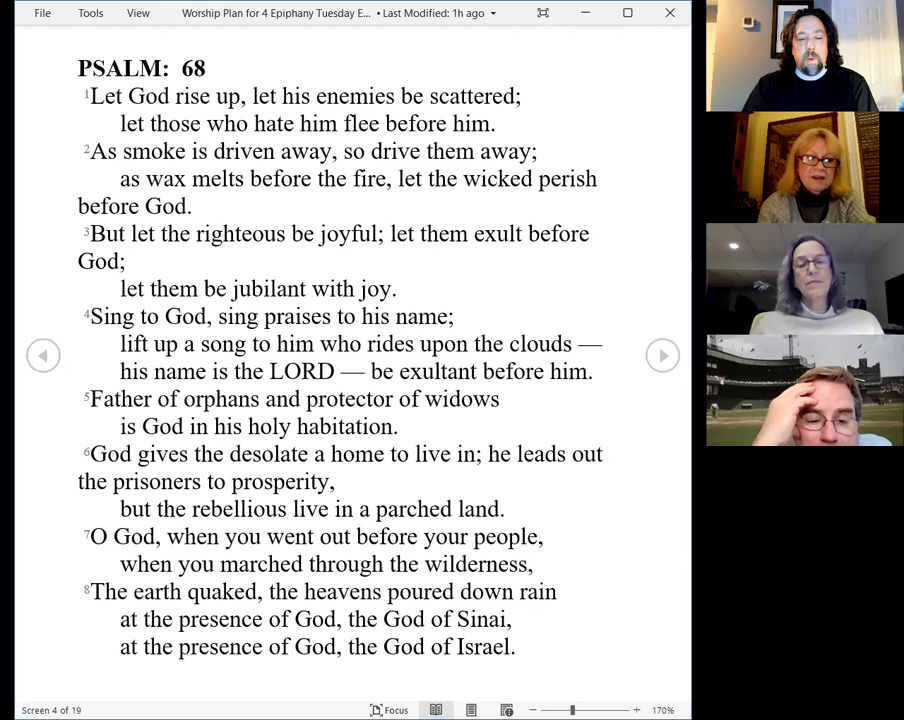 File Tools View Worship Plan for 4 Epiphany Tuesday E... • Last Modified: 1h ago
PSALM: 68
1Let God rise up, let his enemies be scattered;
let those who hate him flee before him.
2As smoke is driven away, so drive them away;
as wax melts before the fire, let the wicked perish
before God.
3But let the righteous be joyful; let them exult before
God;
let them be jubilant with joy.
4Sing to God, sing praises to his name;
lift up a song to him who rides upon the clouds —
his name is the LORD — be exultant before him.
5Father of orphans and protector of widows
is God in his holy habitation.
6God gives the desolate a home to live in; he leads out
the prisoners to prosperity,
but the rebellious live in a parched land.
7O God, when you went out before your people,
when you marched through the wilderness,
8The earth quaked, the heavens poured down rain
at the presence of God, the God of Sinai,
at the presence of God, the God of Israel.
Screen 4 of 19 Focus 170%